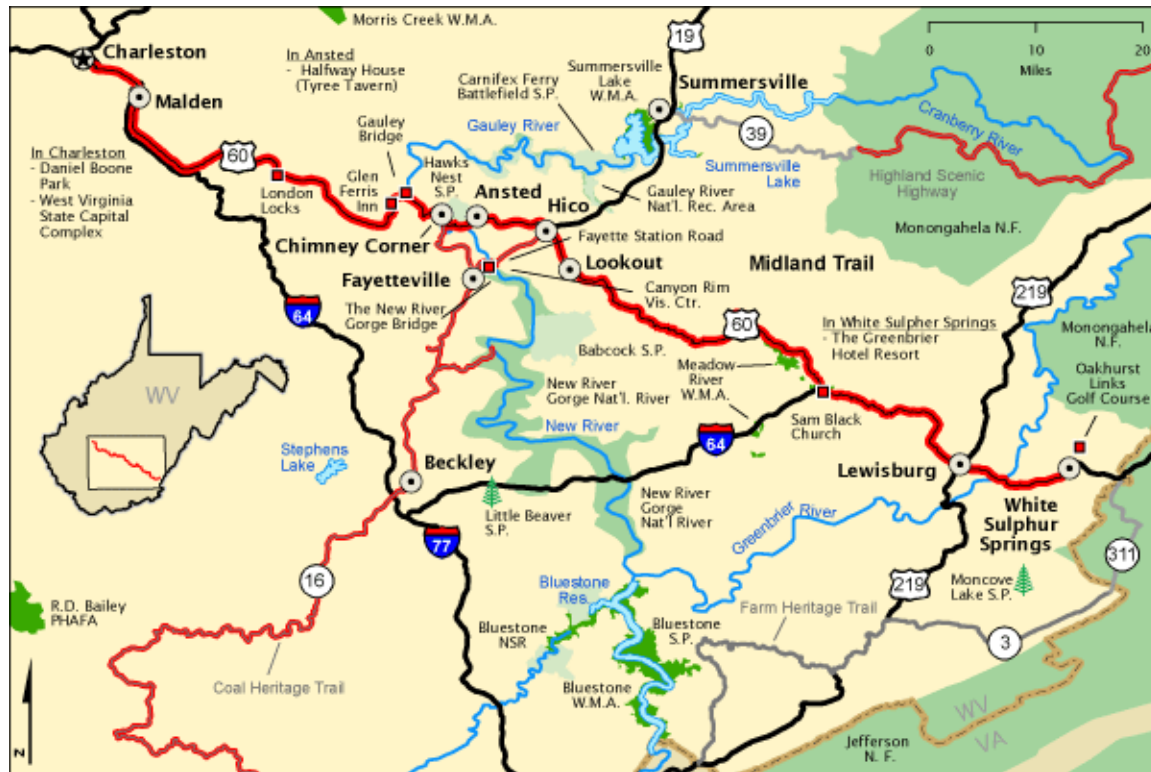 Morris Creek W.M.A.
Charleston
Malden
In Ansted
- Halfway House
(Tyree Tavern)
Carnifex Ferry
Battlefield S.P.
19
Summersville
Lake
W.M.A.
Summersville
0
10
20
Miles
Cranberry River
39
Summersville
Lake
Highland Scenic
Highway
Monongahela N.F.
Gauley River
Gauley
Bridge
In Charleston
- Daniel Boone
Park
- West Virginia
State Capital
Complex
60
London
Locks
Glen
Ferris
Inn
Hawks
Nest
S.P.
Ansted
Hico
Gauley River
Nat'l. Rec. Area
Chimney Corner
Fayette Station Road
Lookout
Midland Trail
Fayetteville
Canyon Rim
Vis. Ctr.
219
The New River
Gorge Bridge
64
60
In White Sulpher Springs
- The Greenbrier
Hotel Resort
Monongahela
N.F.
Oakhurst
Links
Golf Course
Babcock S.P.
Meadow
River
W.M.A.
WV
New River
Gorge Nat'l. River
New River
64
Sam Black
Church
Stephens
Lake
Beckley
Lewisburg
Little Beaver
S.P.
New River
Gorge
Nat'l River
White
Sulphur
Springs
Greenbrier River
77
311
16
Bluestone
Res.
219
Moncove
Lake S.P.
R.D. Bailey
PHAFA
Farm Heritage Trail
Bluestone
NSR
Bluestone
S.P.
3
Coal Heritage Trail
Bluestone
W.M.A.
WV
VA
Jefferson
N. F.
N